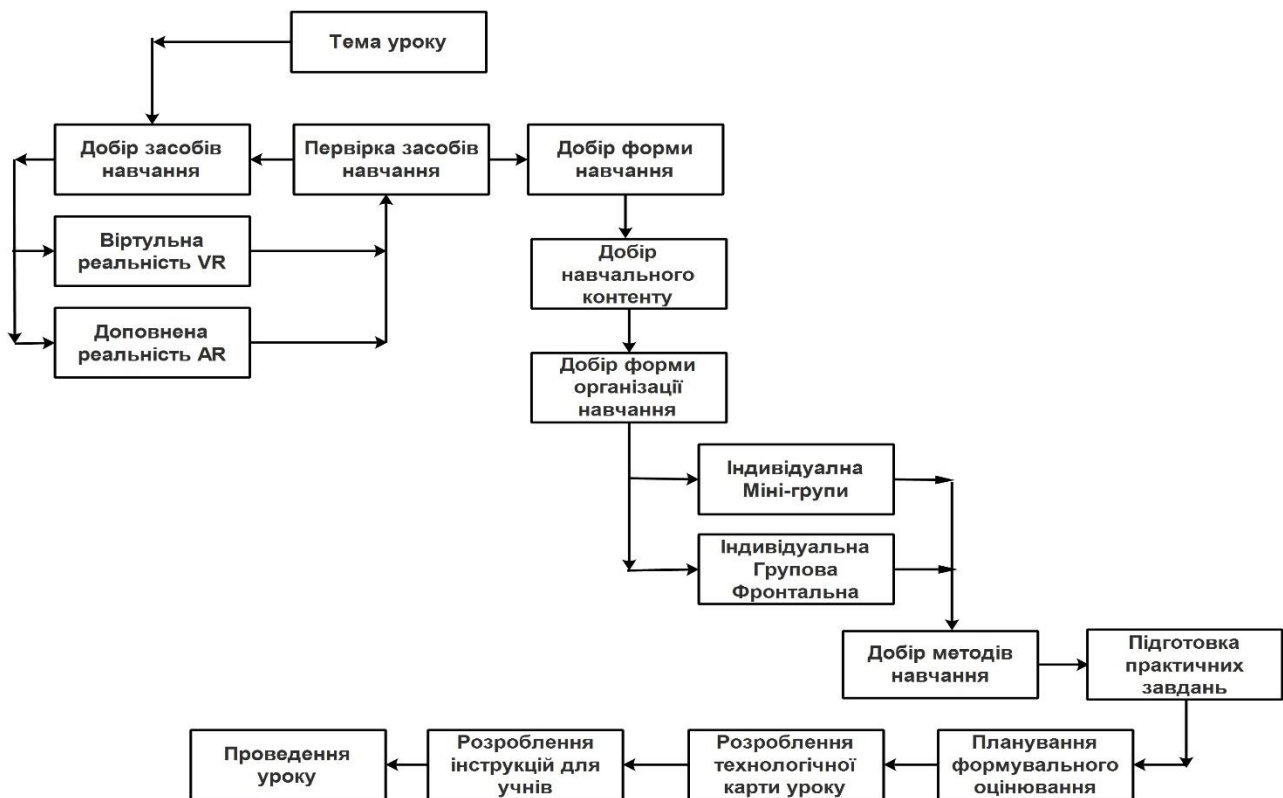 Тема уроку
Добір засобів
навчання
Первірка засобів
навчання
Добір форми
навчання
Віртульна
реальність VR
Добір
навчального
контенту
Доповнена
реальність AR
Добір форми
організації
навчання
Індивідуална
Міні-групи
Індивідуальна
Групова
Фронтальна
Добір методів
навчання
Підготовка
практичних
завдань
Проведення
уроку
Розроблення
інструкцій для
учнів
Розроблення
технологічної
карти уроку
Планування
формувального
оцінювання